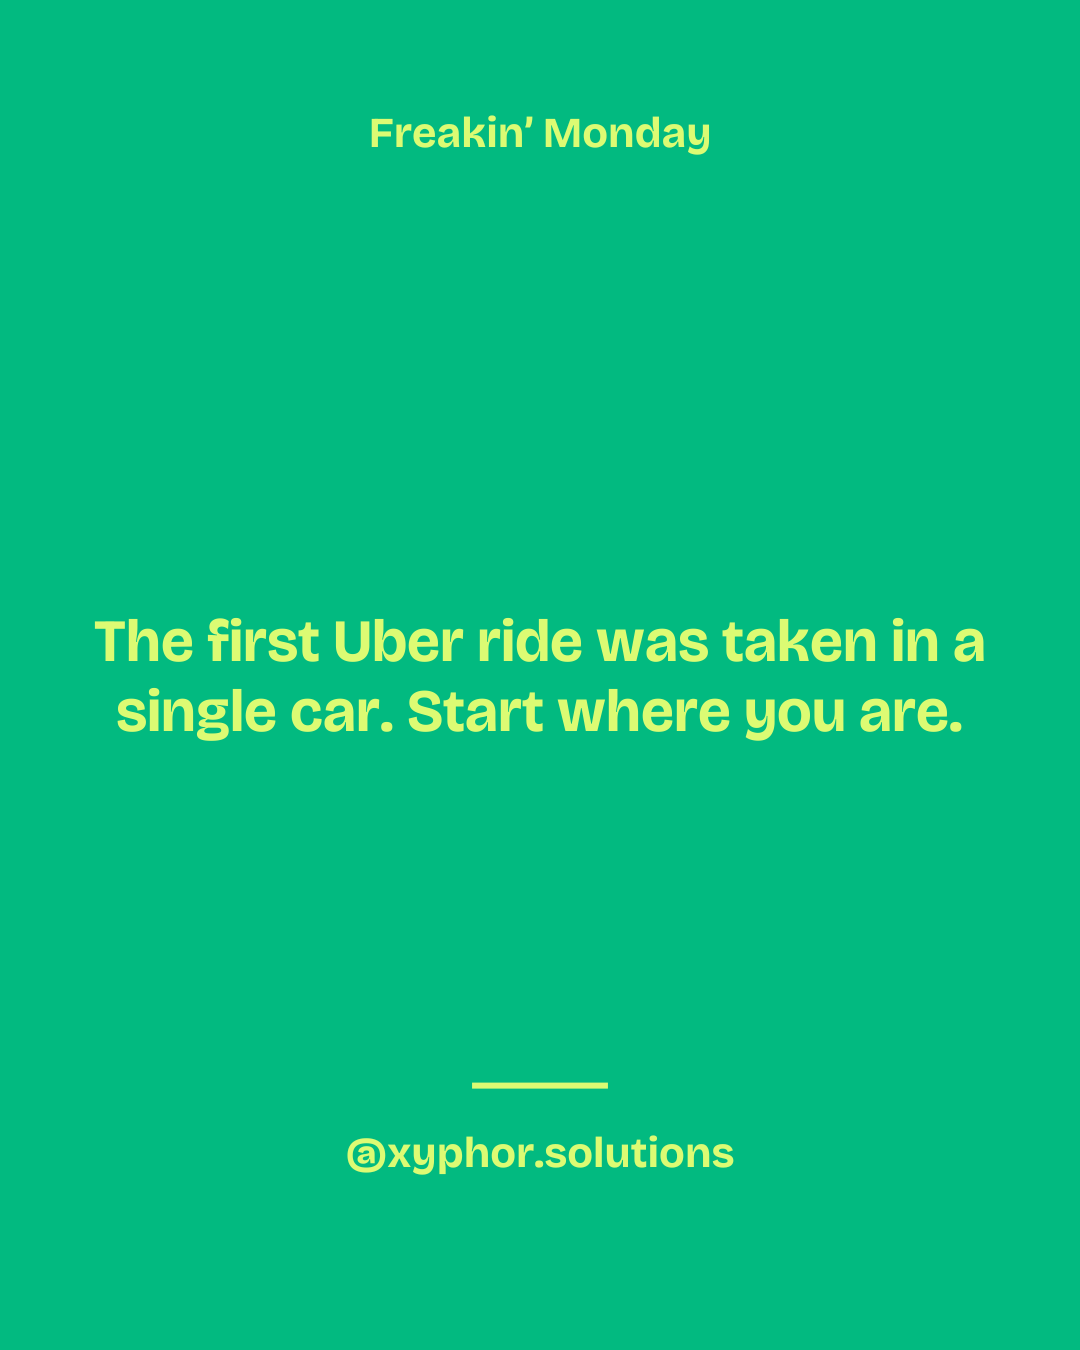 Freakin’ Monday
The first Uber ride was taken in a
single car. Start where you are.
@xyphor.solutions